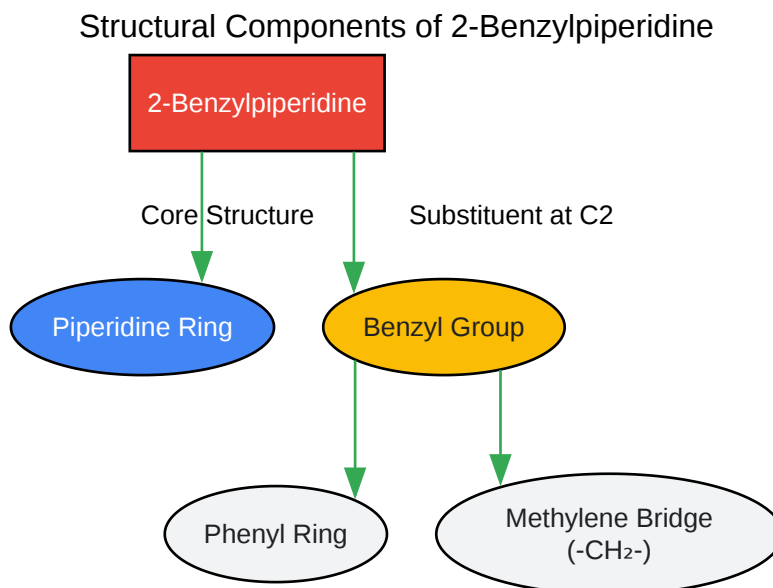 Structural Components of 2-Benzylpiperidine
2-Benzylpiperidine
Core Structure
Substituent at C2
Piperidine Ring
Benzyl Group
Phenyl Ring
Methylene Bridge
(-CH₂-)